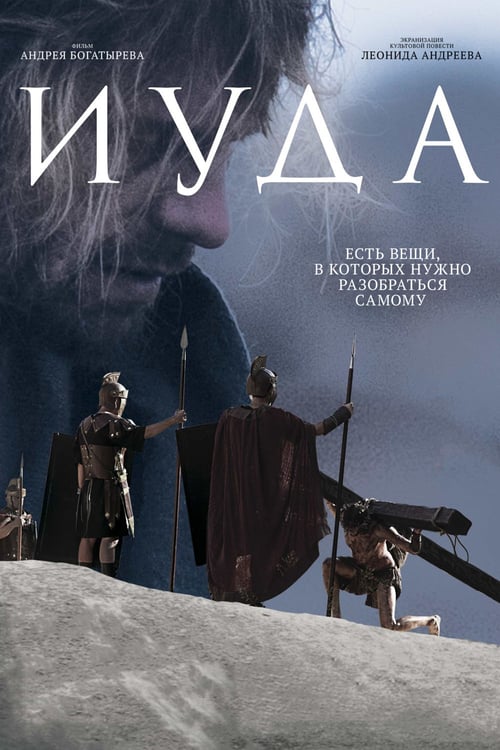 ФИЛЬМ
АНДРЕЯ БОГАТЫРЕВА
ЭКРАНИЗАЦИЯ
КУЛЬТОВОЙ ПОВЕСТИ
ЛЕОНИДА АНДРЕЕВА
ИУДА
ЕСТЬ ВЕЩИ,
В КОТОРЫХ НУЖНО
РАЗОБРАТЬСЯ
САМОМУ